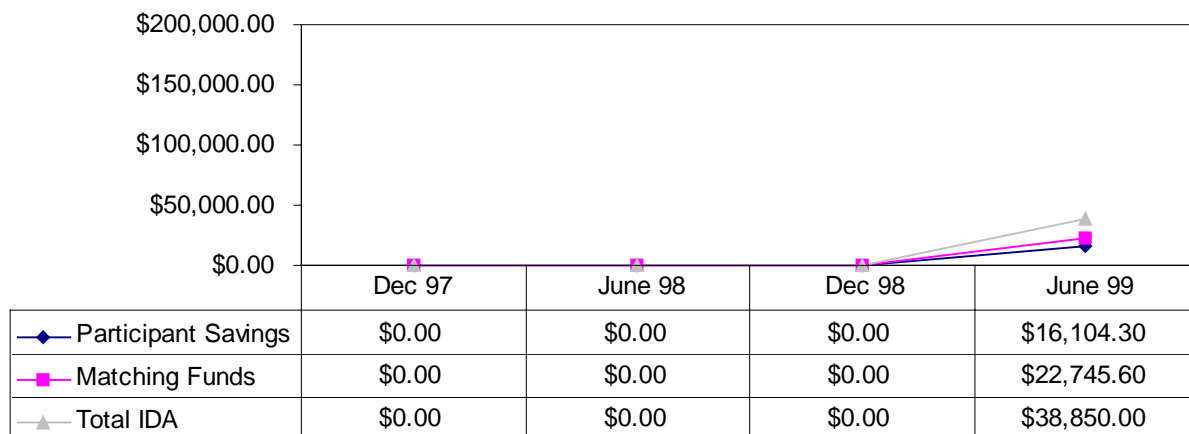 $200,000.00
$150,000.00
$100,000.00
$50,000.00
$0.00
Dec 97 June 98 Dec 98 June 99
Participant Savings $0.00 $0.00 $0.00 $16,104.30
Matching Funds $0.00 $0.00 $0.00 $22,745.60
Total IDA $0.00 $0.00 $0.00 $38,850.00